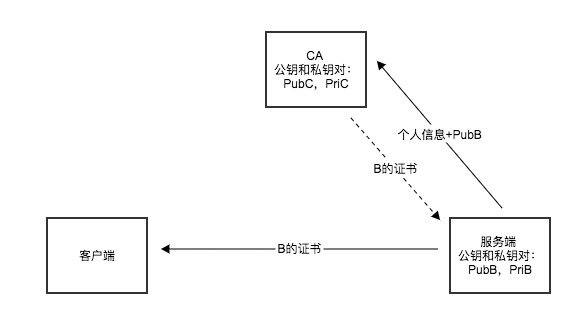 CA
公钥和私钥对：
PubC，PriC
个人信息+PubB
B的证书
客户端
B的证书
服务端
公钥和私钥对：
PubB，PriB